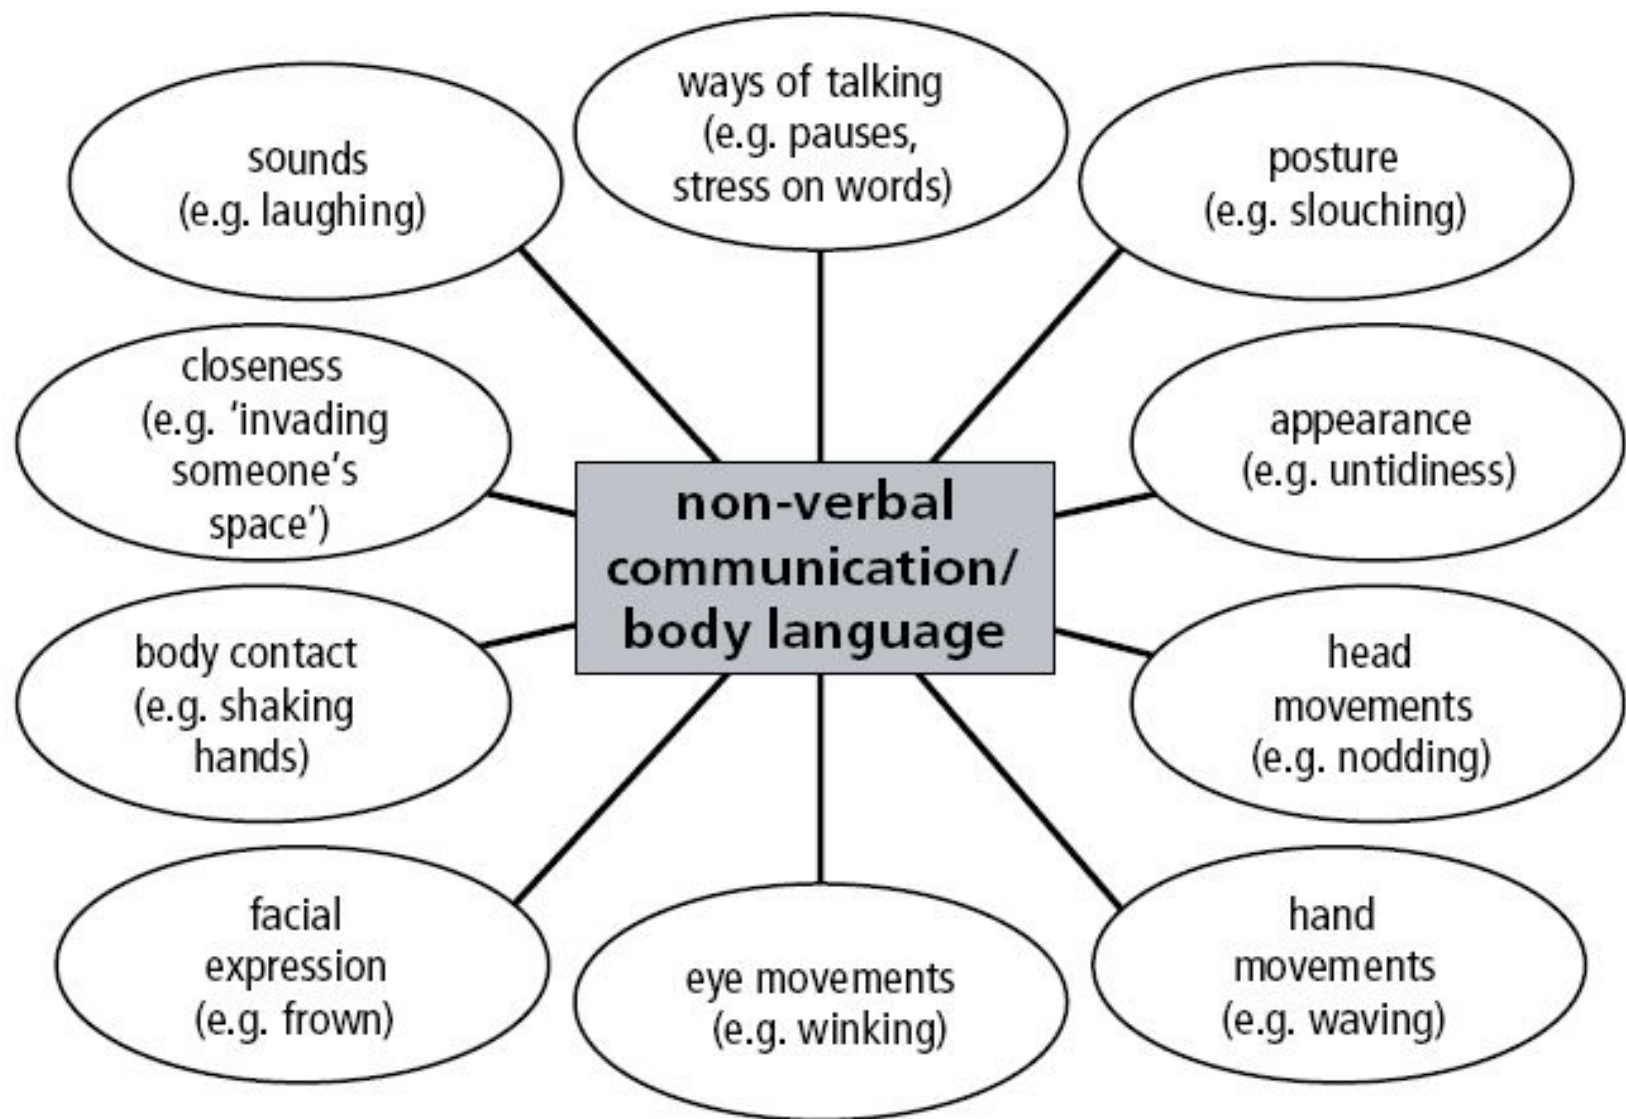 ways of talking
(e.g. pauses,
stress on words)
sounds
(e.g. laughing)
posture
(e.g. slouching)
closeness
(e.g. ‘invading
someone’s
space’)
appearance
(e.g. untidiness)
non-verbal
communication/
body language
body contact
(e.g. shaking
hands)
head
movements
(e.g. nodding)
facial
expression
(e.g. frown)
eye movements
(e.g. winking)
hand
movements
(e.g. waving)